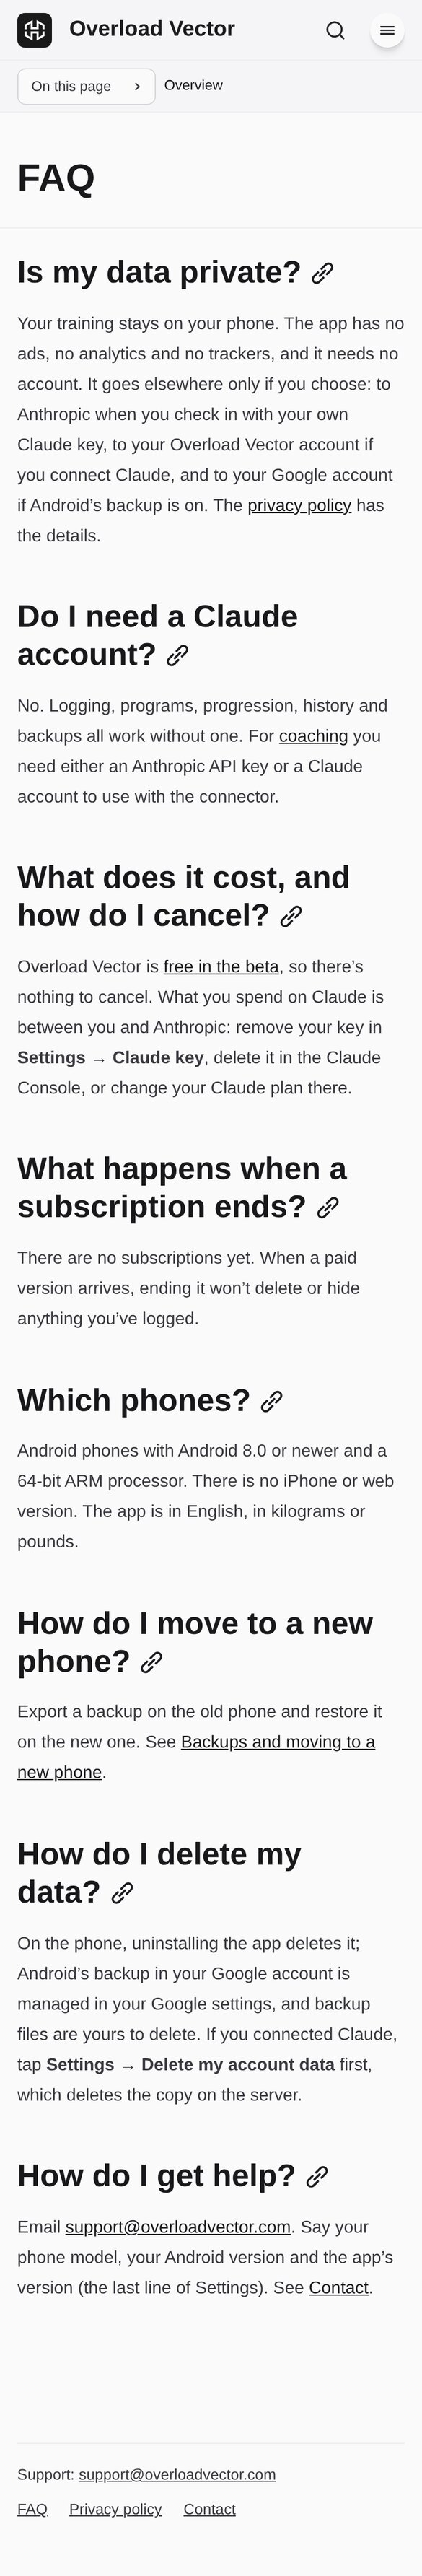 Overload Vector
On this page
Overview
FAQ
Is my data private?
Your training stays on your phone. The app has no
ads, no analytics and no trackers, and it needs no
account. It goes elsewhere only if you choose: to
Anthropic when you check in with your own
Claude key, to your Overload Vector account if
you connect Claude, and to your Google account
if Android’s backup is on. The privacy policy has
the details.
Do I need a Claude
account?
No. Logging, programs, progression, history and
backups all work without one. For coaching you
need either an Anthropic API key or a Claude
account to use with the connector.
What does it cost, and
how do I cancel?
Overload Vector is free in the beta, so there’s
nothing to cancel. What you spend on Claude is
between you and Anthropic: remove your key in
Settings → Claude key, delete it in the Claude
Console, or change your Claude plan there.
What happens when a
subscription ends?
There are no subscriptions yet. When a paid
version arrives, ending it won’t delete or hide
anything you’ve logged.
Which phones?
Android phones with Android 8.0 or newer and a
64-bit ARM processor. There is no iPhone or web
version. The app is in English, in kilograms or
pounds.
How do I move to a new
phone?
Export a backup on the old phone and restore it
on the new one. See Backups and moving to a
new phone.
How do I delete my
data?
On the phone, uninstalling the app deletes it;
Android’s backup in your Google account is
managed in your Google settings, and backup
files are yours to delete. If you connected Claude,
tap Settings → Delete my account data first,
which deletes the copy on the server.
How do I get help?
Email support@overloadvector.com. Say your
phone model, your Android version and the app’s
version (the last line of Settings). See Contact.
Support: support@overloadvector.com
FAQ Privacy policy Contact